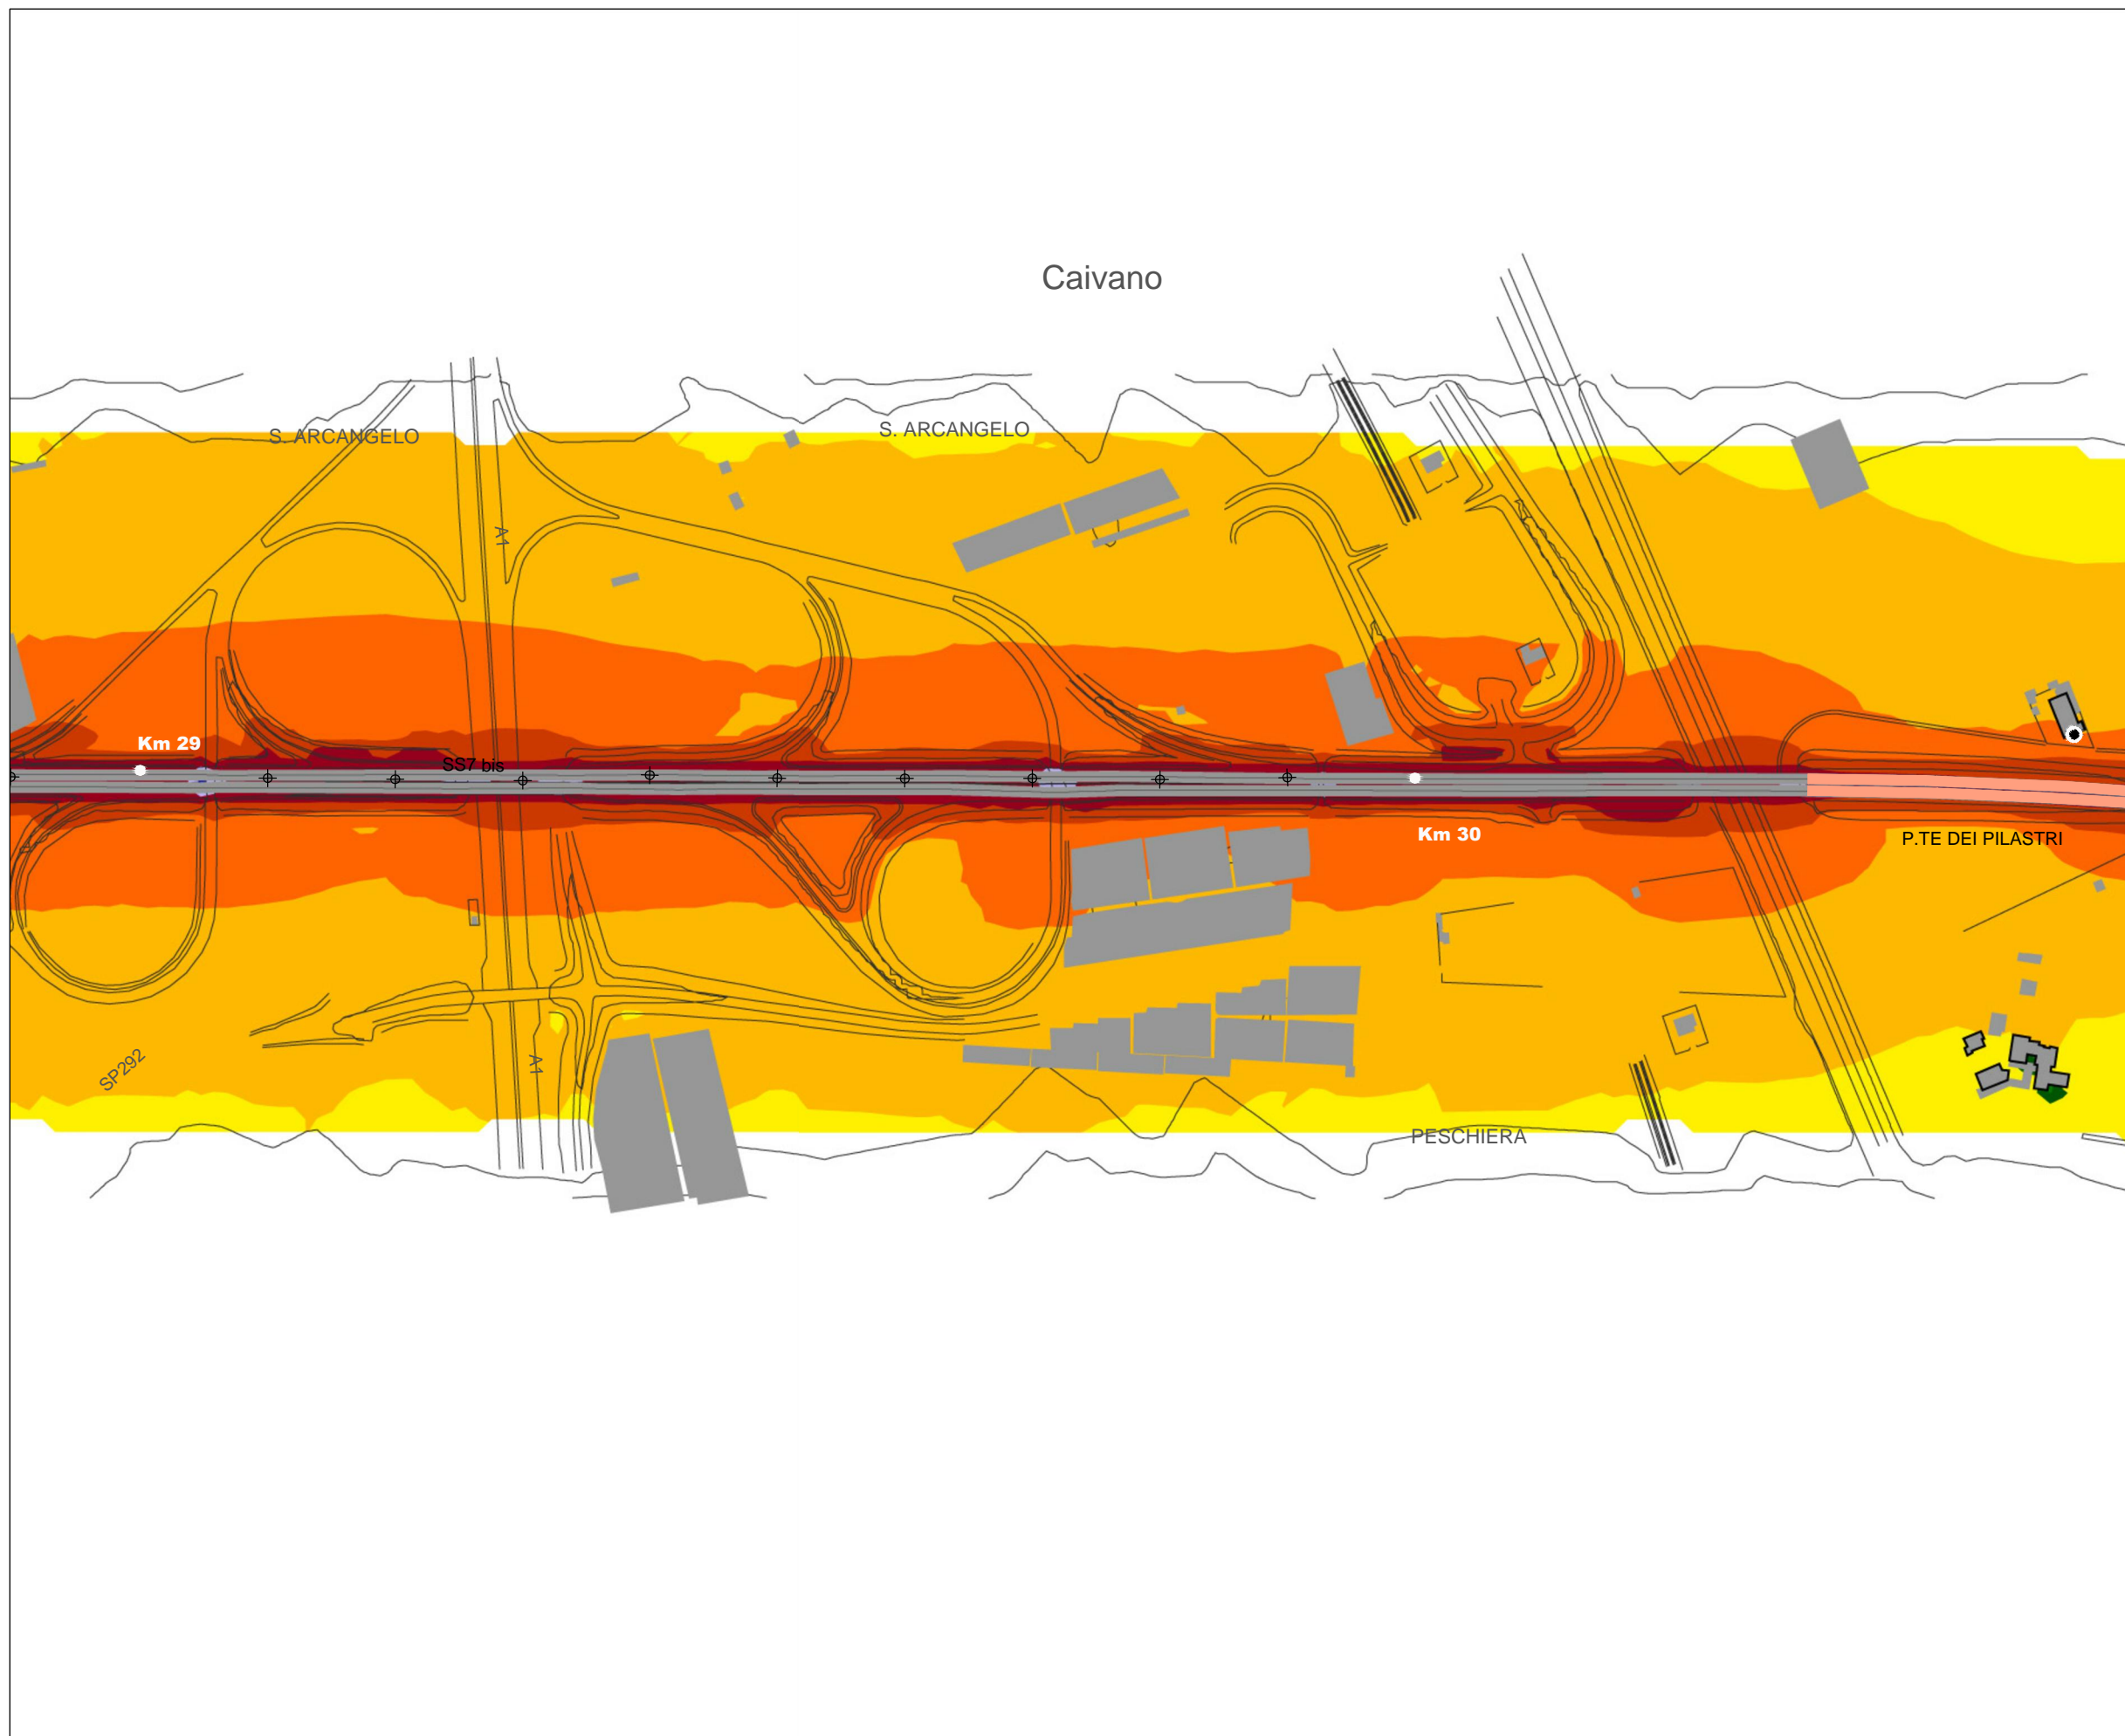 Caivano
S. ARCANGELO
S. ARCANGELO
A1
Km 29
SS7 bis
Km 30
P.TE DEI PILASTRI
SP292
A1
PESCHIERA